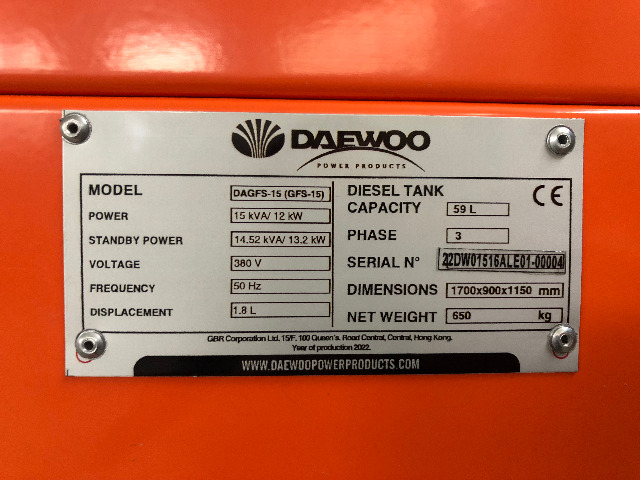 DAEWOO
POWER PRODUCTS
MODEL DAGFS-15 (GFS-15)
POWER 15 kVA/ 12 kW
STANDBY POWER 14.52 kVA/ 13.2 kW
VOLTAGE 380 V
FREQUENCY 50 Hz
DISPLACEMENT 1.8 L
DIESEL TANK
CAPACITY 59 L
CE
PHASE 3
SERIAL N° 22DW01516ALE01-00004
DIMENSIONS 1700x900x1150 mm
NET WEIGHT 650 kg
GBR Corporation Ltd. 15/F, 100 Queen's. Road Central, Central, Hong Kong.
Year of production 2022.
WWW.DAEWOOPOWERPRODUCTS.COM